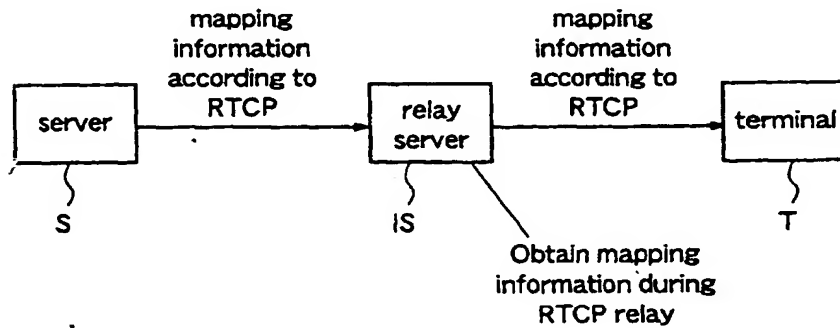 mapping
information
according to
RTCP
mapping
information
according to
RTCP
server
relay
server
terminal
S
IS
T
Obtain mapping
information during
RTCP relay